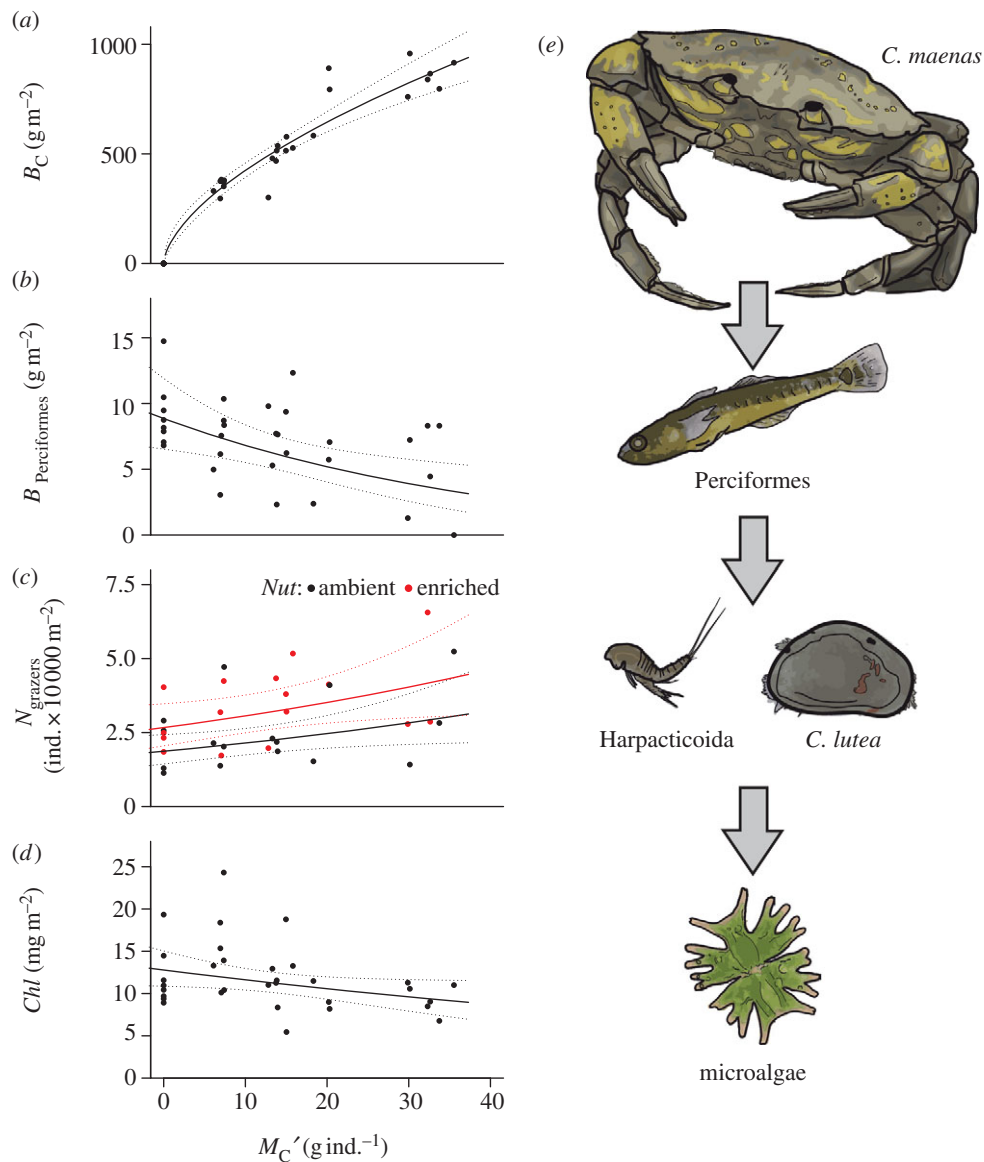 (a)
1000
500
0
B_C (g m⁻²)
(b)
15
10
5
0
B_Perciformes (g m⁻²)
(c)
Nut: ambient enriched
7.5
5.0
2.5
0
N_grazers
(ind. × 10 000 m⁻²)
(d)
25
20
15
10
5
0
Chl (mg m⁻²)
0 10 20 30 40
M_C′ (g ind.⁻¹)
(e)
C. maenas
Perciformes
Harpacticoida C. lutea
microalgae